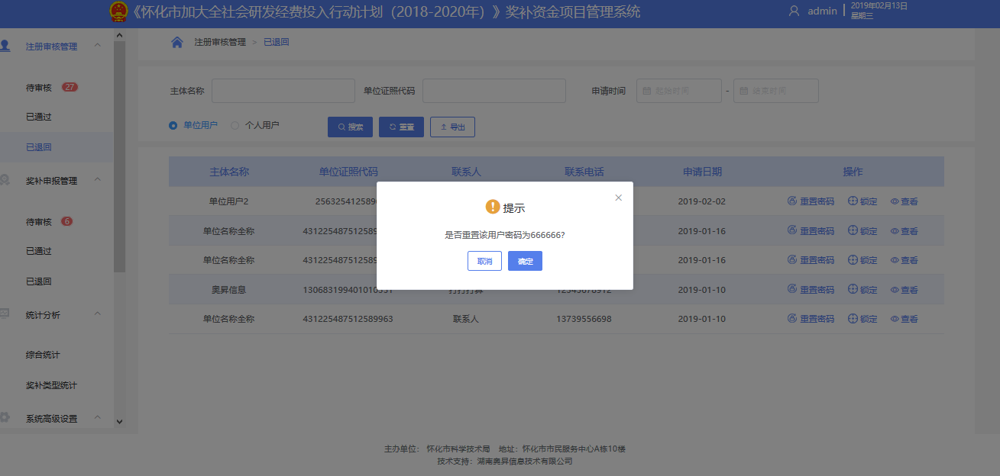 《怀化市加大全社会研发经费投入行动计划（2018-2020年）》奖补资金项目管理系统
admin
2019年02月13日
星期三
注册审核管理
待审核 27
已通过
已退回
奖补申报管理
待审核 6
已通过
已退回
统计分析
综合统计
奖补类型统计
系统高级设置
注册审核管理 > 已退回
主体名称 单位证照代码 申请时间 起始时间 - 结束时间
单位用户 个人用户 搜索 重置 导出
主体名称 单位证照代码 联系人 联系电话 申请日期 操作
单位用户2 2563254125896 2019-02-02 重置密码 锁定 查看
单位名称全称 431225487512589 2019-01-16 重置密码 锁定 查看
单位名称全称 431225487512589 2019-01-16 重置密码 锁定 查看
奥昇信息 130683199401010551 打打打算 12345678912 2019-01-10 重置密码 锁定 查看
单位名称全称 431225487512589963 联系人 13739556698 2019-01-10 重置密码 锁定 查看
提示
是否重置该用户密码为666666?
取消 确定
主办单位： 怀化市科学技术局 地址：怀化市市民服务中心A栋10楼
技术支持：湖南奥昇信息技术有限公司